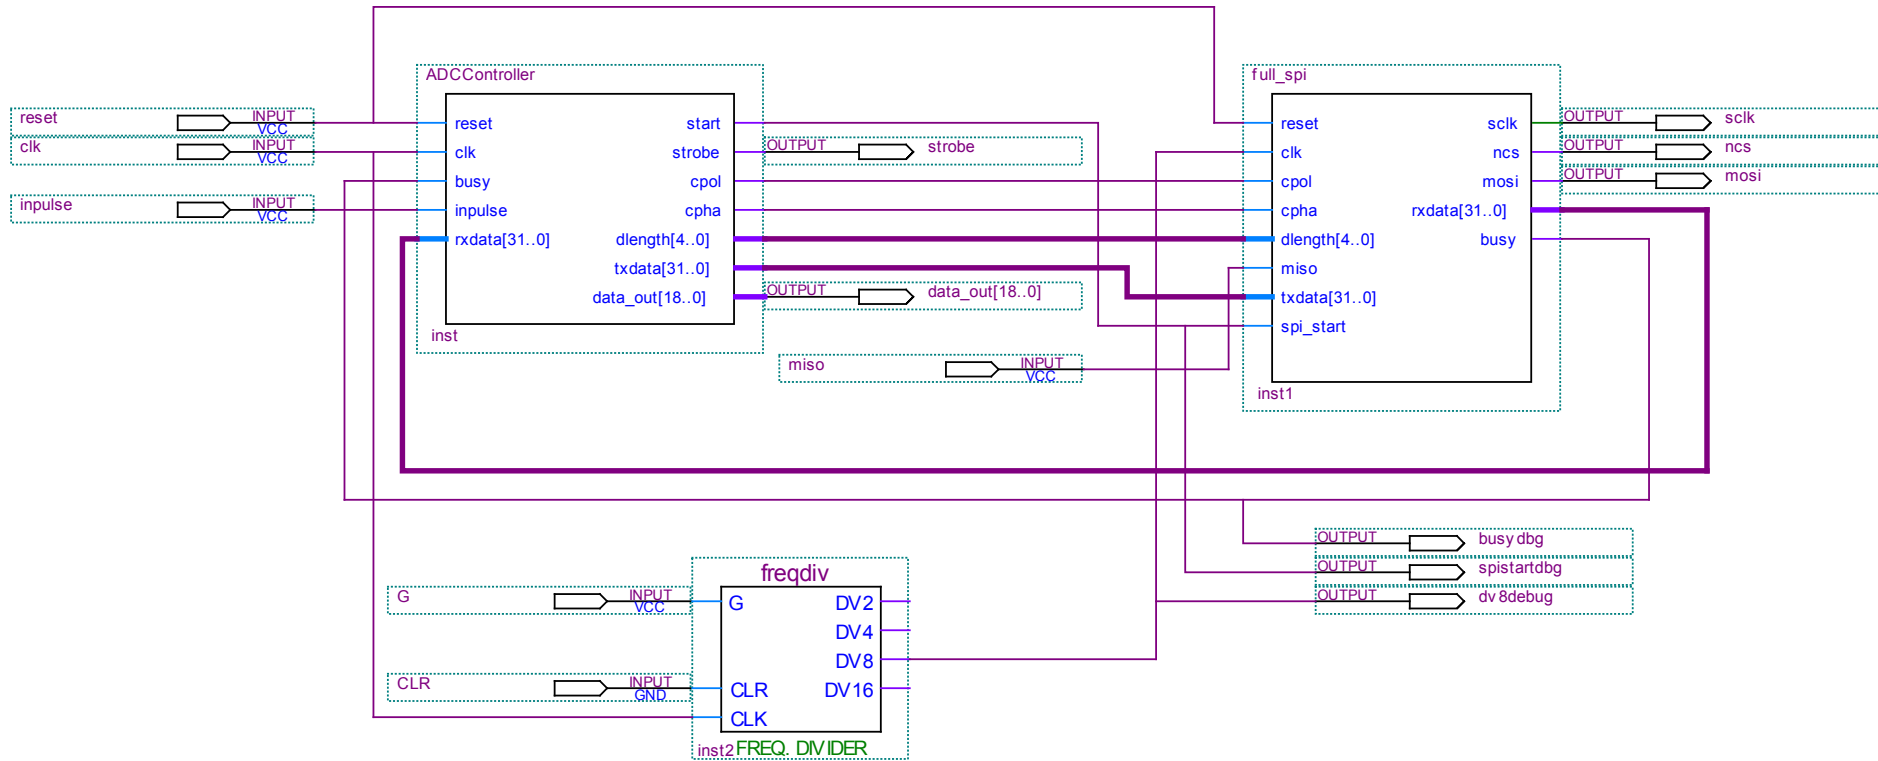 ADCController
full_spi
reset INPUT VCC
clk INPUT VCC
inpulse INPUT VCC
reset
clk
busy
inpulse
rxdata[31..0]
start
strobe
cpol
cpha
dlength[4..0]
txdata[31..0]
data_out[18..0]
inst
OUTPUT strobe
OUTPUT data_out[18..0]
miso INPUT VCC
reset
clk
cpol
cpha
dlength[4..0]
miso
txdata[31..0]
spi_start
sclk
ncs
mosi
rxdata[31..0]
busy
inst1
OUTPUT sclk
OUTPUT ncs
OUTPUT mosi
OUTPUT busydbg
OUTPUT spistartdbg
OUTPUT dv8debug
freqdiv
G INPUT VCC
CLR INPUT GND
G
CLR
CLK
DV2
DV4
DV8
DV16
inst2 FREQ. DIVIDER